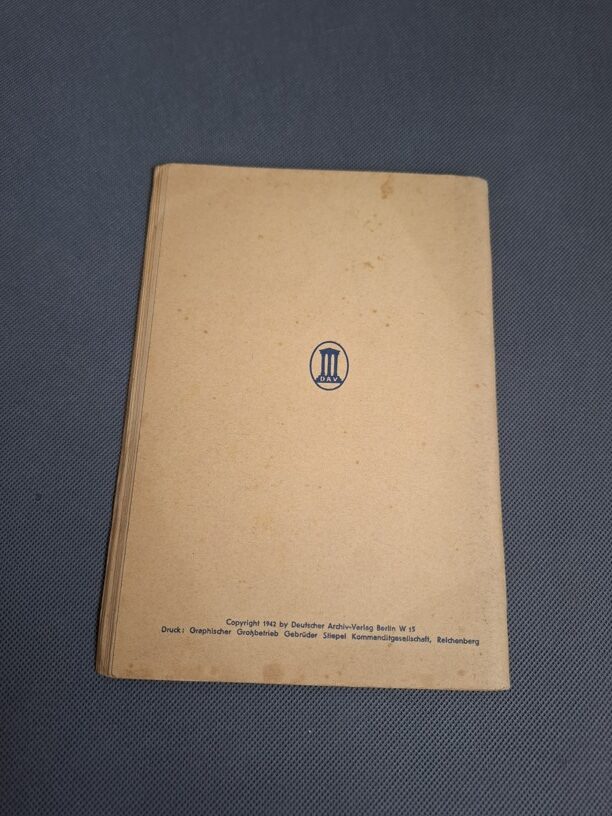 DAV
Copyright 1942 by Deutscher Archiv-Verlag Berlin W 15
Druck: Graphischer Großbetrieb Gebrüder Stiepel Kommanditgesellschaft, Reichenberg